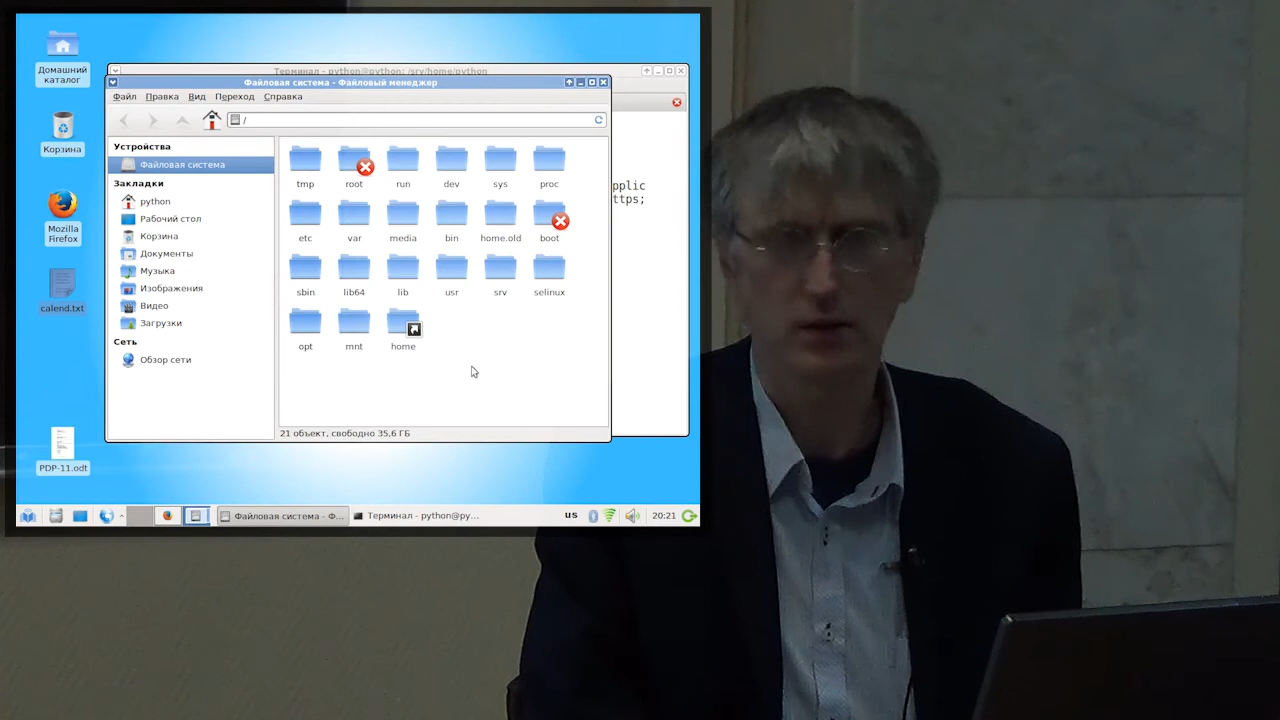 Домашний
каталог
Корзина
Mozilla
Firefox
calend.txt
PDP-11.odt
Терминал - python@python: /srv/home/python
Файловая система - Файловый менеджер
Файл Правка Вид Переход Справка
/
Устройства
Файловая система
Закладки
python
Рабочий стол
Корзина
Документы
Музыка
Изображения
Видео
Загрузки
Сеть
Обзор сети
tmp root run dev sys proc
etc var media bin home.old boot
sbin lib64 lib usr srv selinux
opt mnt home
21 объект, свободно 35,6 ГБ
pplic
ttps;
Файловая система - Ф...
Терминал - python@py...
us
20:21